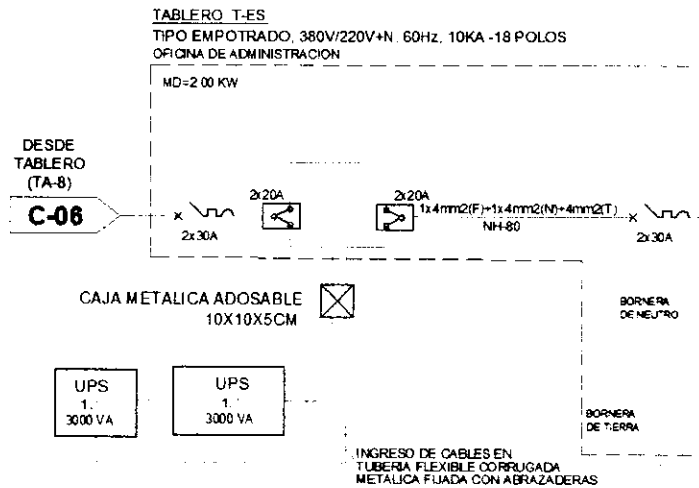 TABLERO T-ES
TIPO EMPOTRADO, 380V/220V+N. 60Hz, 10KA -18 POLOS
OFICINA DE ADMINISTRACION
MD=2.00 KW
DESDE
TABLERO
(TA-8)
C-06
2x30A
2x20A
2x20A
1x4mm2(F)+1x4mm2(N)+4mm2(T)
NH-80
2x30A
CAJA METALICA ADOSABLE
10X10X5CM
BORNERA
DE NEUTRO
UPS
1.
3000 VA
UPS
1.
3000 VA
BORNERA
DE TIERRA
INGRESO DE CABLES EN
TUBERIA FLEXIBLE CORRUGADA
METALICA FIJADA CON ABRAZADERAS